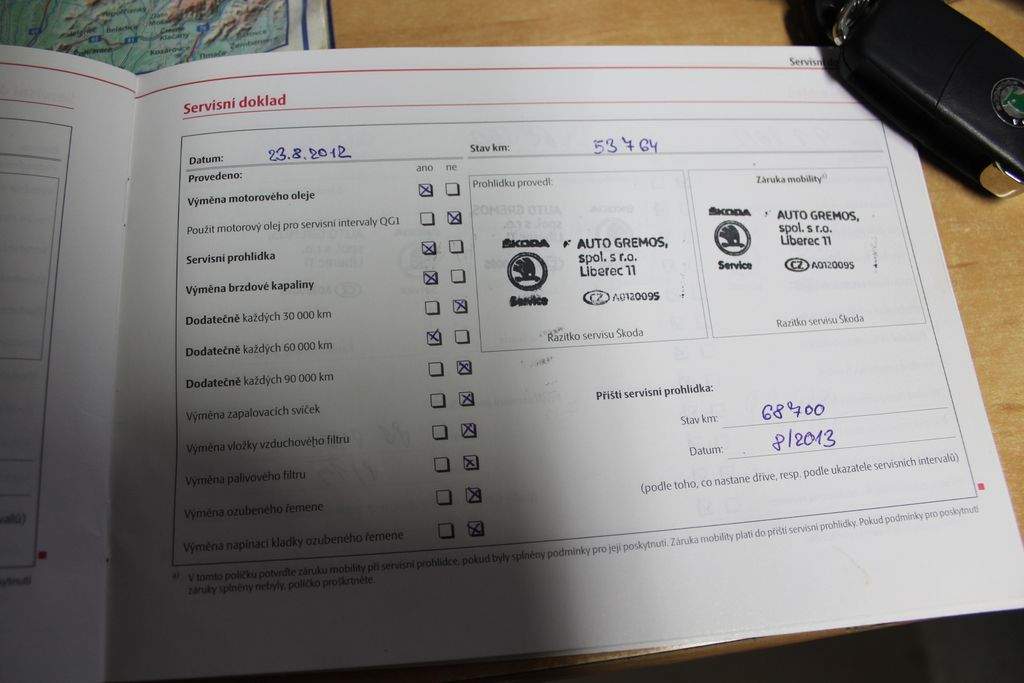 Servisní do
Servisní doklad
Datum: 23.8.2012
Stav km: 53 764
Provedeno:
ano ne
Výměna motorového oleje
Použit motorový olej pro servisní intervaly QG1
Servisní prohlídka
Výměna brzdové kapaliny
Dodatečně každých 30 000 km
Dodatečně každých 60 000 km
Dodatečně každých 90 000 km
Výměna zapalovacích svíček
Výměna vložky vzduchového filtru
Výměna palivového filtru
Výměna ozubeného řemene
Výměna napínací kladky ozubeného řemene
Prohlídku provedl:
ŠKODA
Service
AUTO GREMOS,
spol. s r.o.
Liberec 11
CZ A0120095
Razítko servisu Škoda
Záruka mobility a)
ŠKODA
Service
AUTO GREMOS,
spol. s r.o.
Liberec 11
CZ A0120095
Razítko servisu Škoda
Příští servisní prohlídka:
Stav km: 68700
Datum: 8/2013
(podle toho, co nastane dříve, resp. podle ukazatele servisních intervalů)
a) V tomto políčku potvrďte záruku mobility při servisní prohlídce, pokud byly splněny podmínky pro její poskytnutí. Záruka mobility platí do příští servisní prohlídky. Pokud podmínky pro poskytnutí
záruky splněny nebyly, políčko proškrtněte.